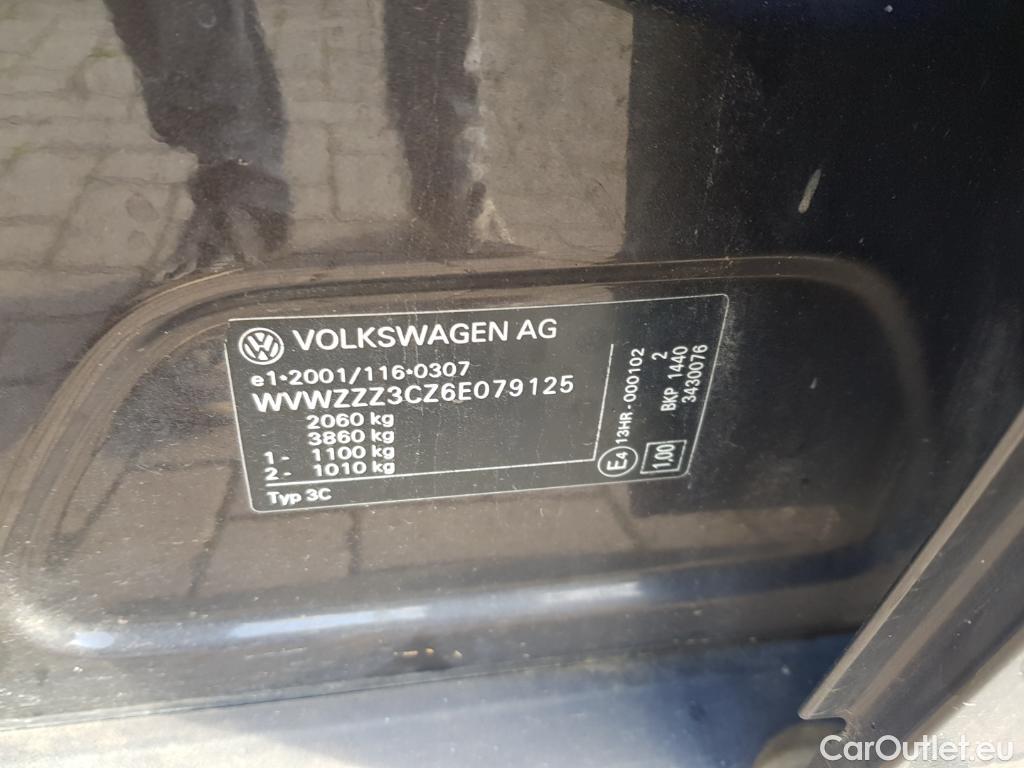 VOLKSWAGEN AG
e1*2001/116*0307
WVWZZZ3CZ6E079125
2060 kg
3860 kg
1- 1100 kg
2- 1010 kg
Typ 3C
E4 13HR-000102
1,00
BKP 1440
2
3430076
CarOutlet.eu